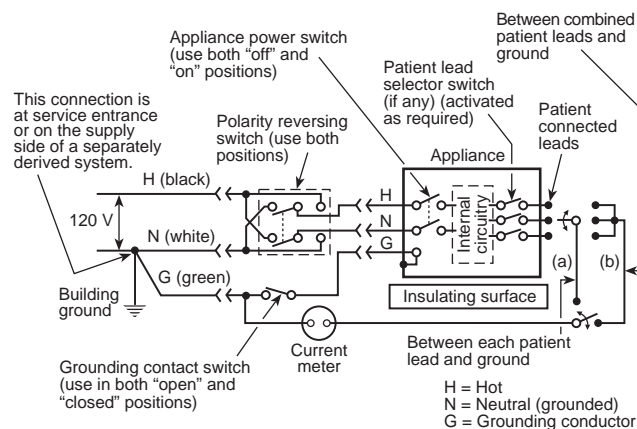 Between combined
patient leads and
ground
Appliance power switch
(use both “off” and
“on” positions)
Patient lead
selector switch
(if any) (activated
as required)
This connection is
at service entrance
or on the supply
side of a separately
derived system.
Polarity reversing
switch (use both
positions)
Patient
connected
leads
Appliance
H (black)
H
120 V
N
Internal
circuitry
N (white)
G
(a)
(b)
G (green)
Building
ground
Insulating surface
Current
meter
Between each patient
lead and ground
Grounding contact switch
(use in both “open” and
“closed” positions)
H = Hot
N = Neutral (grounded)
G = Grounding conductor